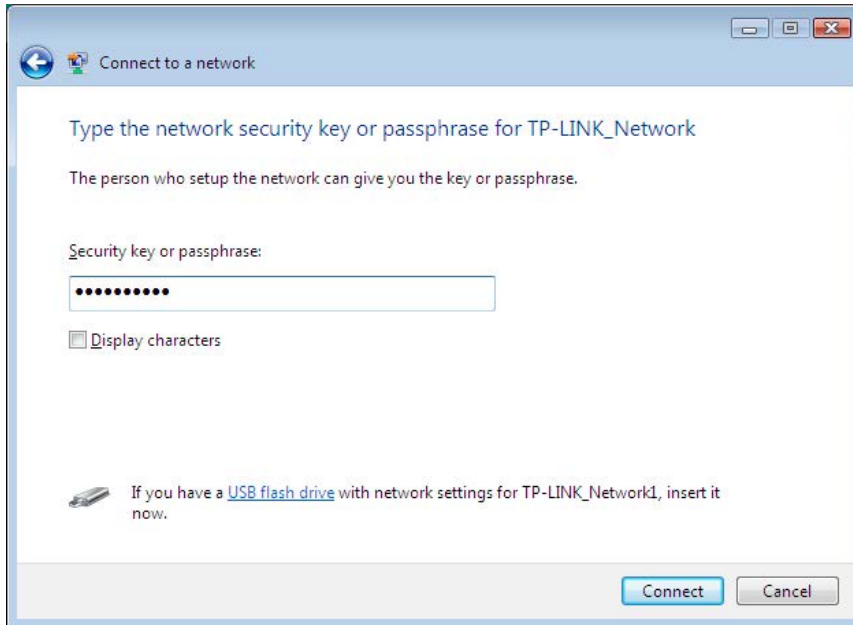 Connect to a network
Type the network security key or passphrase for TP-LINK_Network
The person who setup the network can give you the key or passphrase.
Security key or passphrase:
••••••••••
Display characters
If you have a USB flash drive with network settings for TP-LINK_Network1, insert it
now.
Connect Cancel